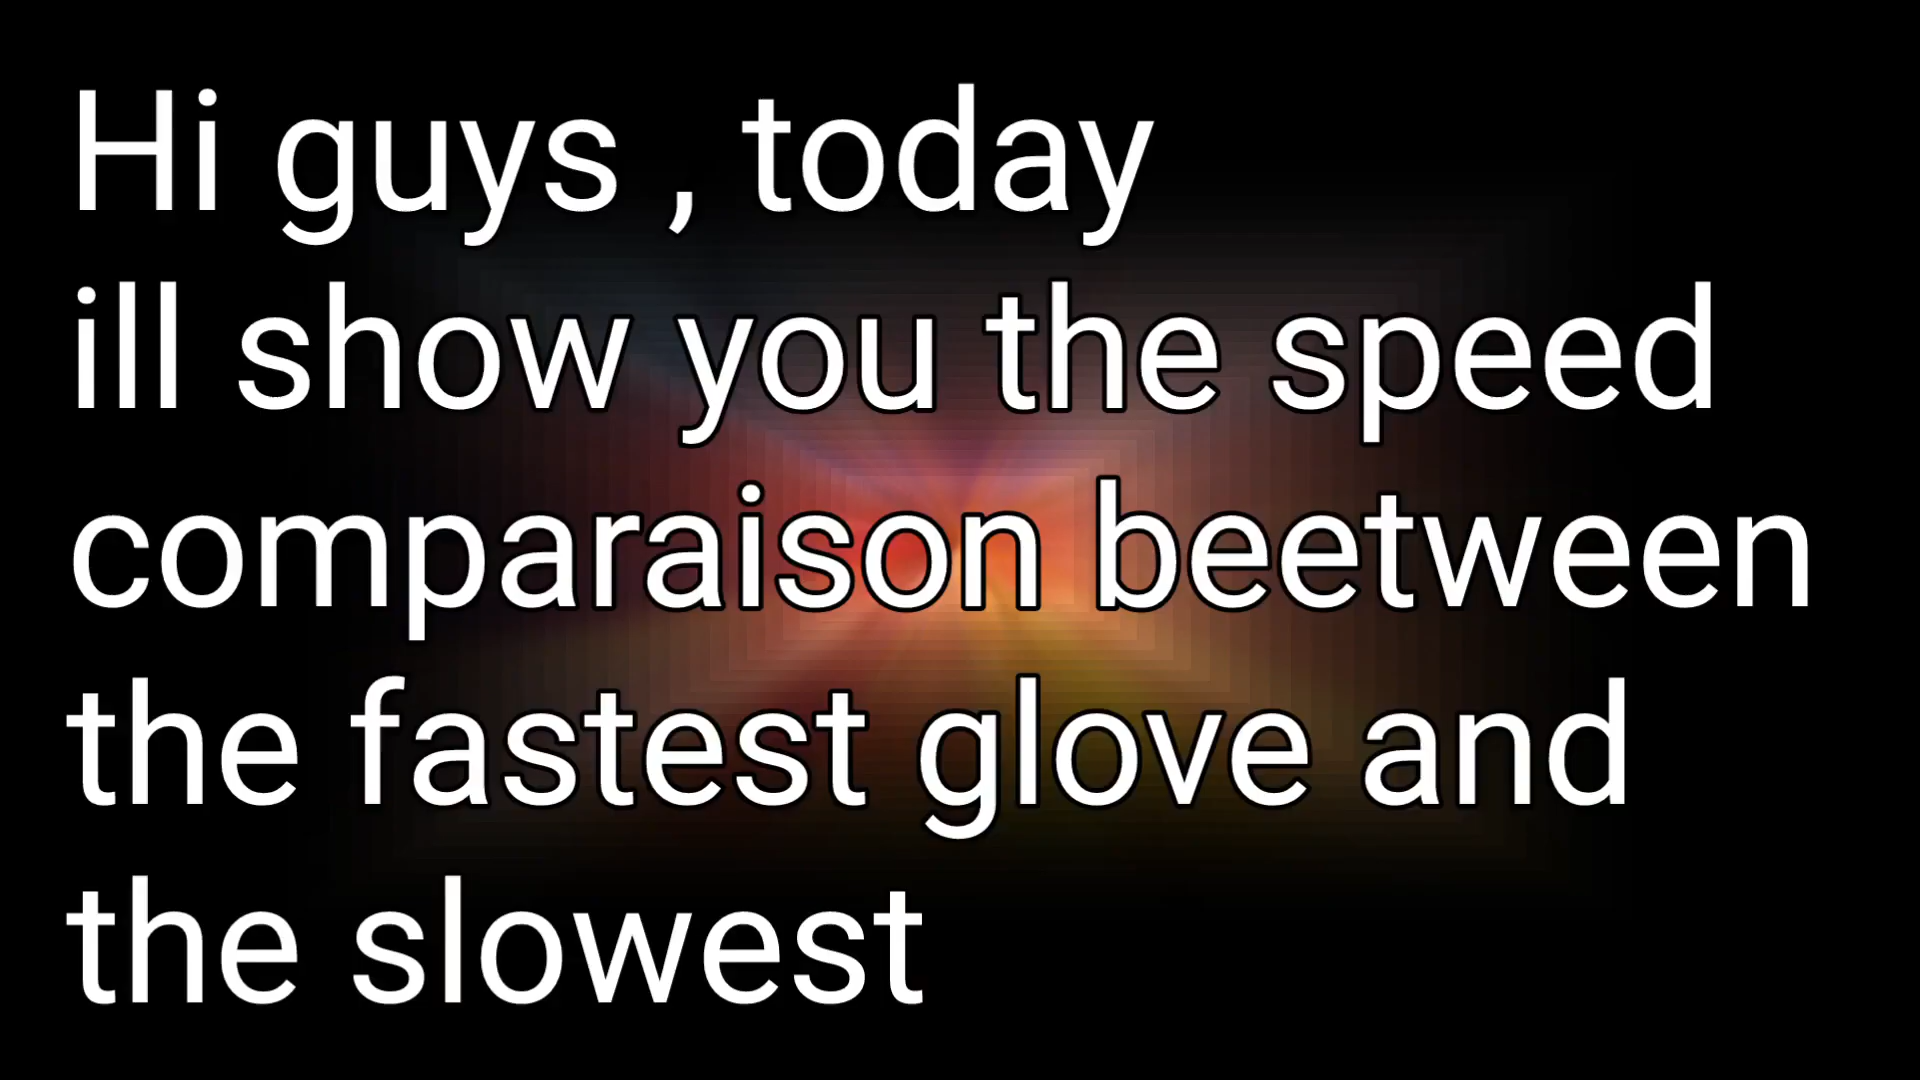 Hi guys , today
ill show you the speed
comparaison beetween
the fastest glove and
the slowest